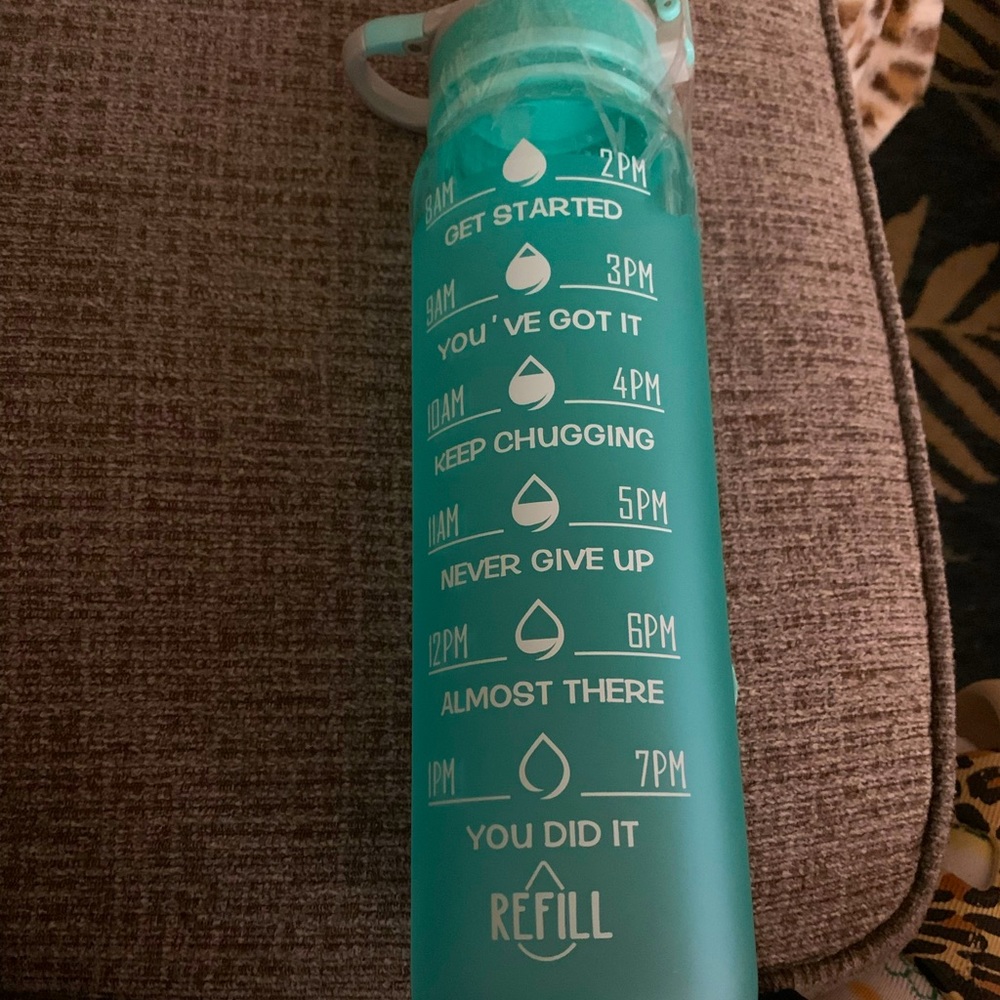 8AM 2PM
GET STARTED
9AM 3PM
YOU'VE GOT IT
10AM 4PM
KEEP CHUGGING
11AM 5PM
NEVER GIVE UP
12PM 6PM
ALMOST THERE
1PM 7PM
YOU DID IT
REFILL